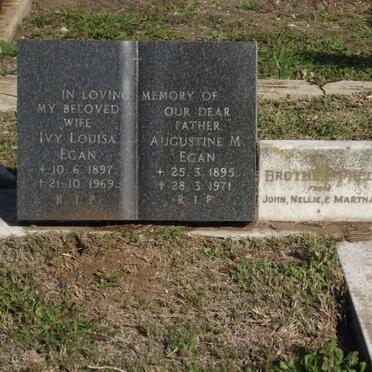 IN LOVING MEMORY OF
MY BELOVED
WIFE
IVY LOUISA
EGAN
+ 10. 6. 1897.
+ 21. 10. 1969.
R. I. P.
OUR DEAR
FATHER
AUGUSTINE M.
EGAN
+ 25. 3. 1895.
+ 28. 3. 1971.
R. I. P.
FROM
JOHN, NELLIE, & MARTHA